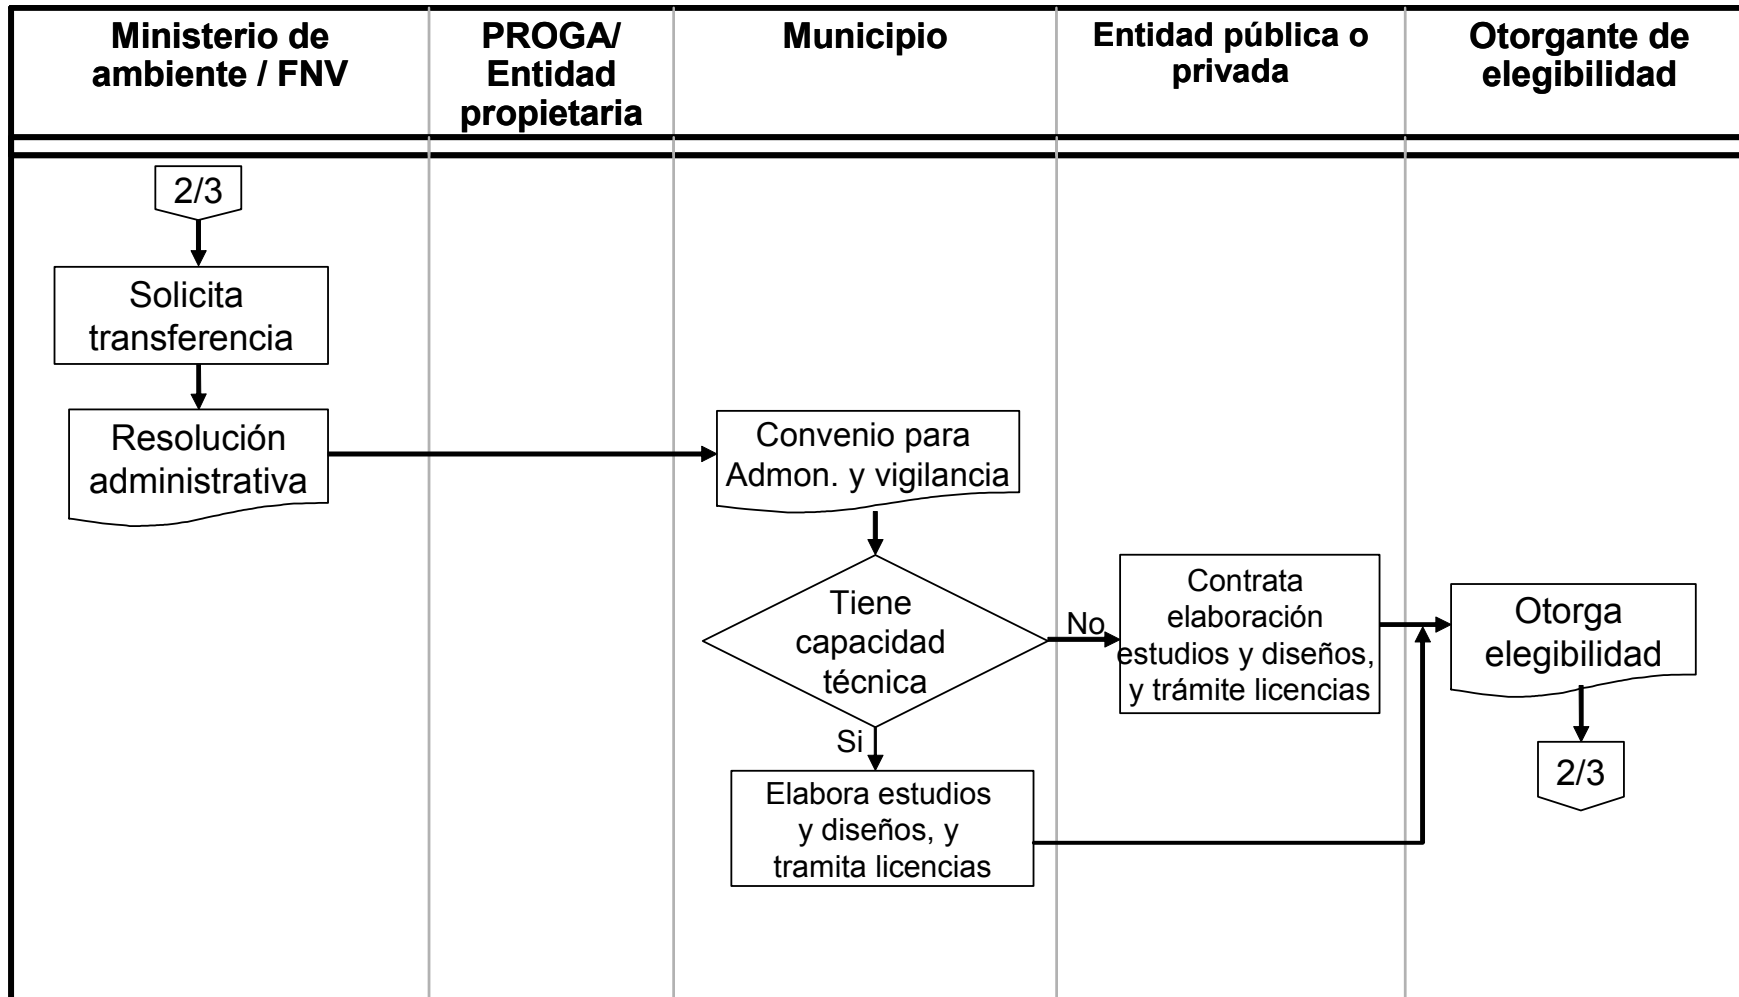 Ministerio de
ambiente / FNV
PROGA/
Entidad
propietaria
Municipio
Entidad pública o
privada
Otorgante de
elegibilidad
2/3
Solicita
transferencia
Resolución
administrativa
Convenio para
Admon. y vigilancia
Tiene
capacidad
técnica
No
Contrata
elaboración
estudios y diseños,
y trámite licencias
Otorga
elegibilidad
Si
Elabora estudios
y diseños, y
tramita licencias
2/3